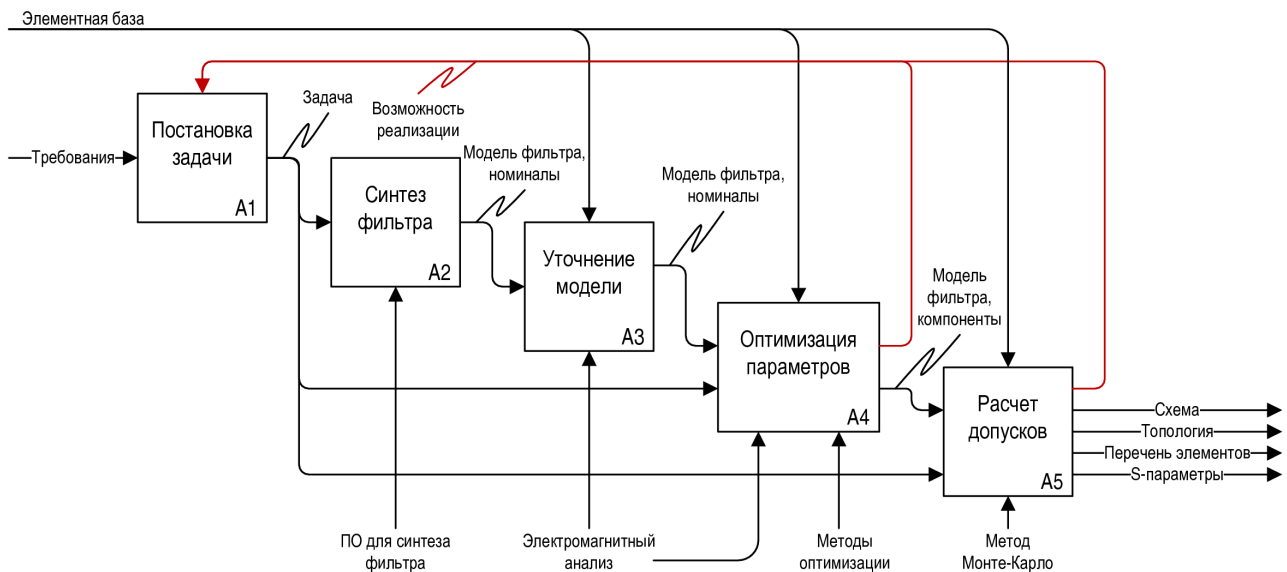 Элементная база
Задача
Возможность
реализации
Постановка
задачи
A1
Требования
Модель фильтра,
номиналы
Модель фильтра,
номиналы
Синтез
фильтра
A2
Уточнение
модели
A3
Модель
фильтра,
компоненты
Оптимизация
параметров
A4
Расчет
допусков
A5
Схема
Топология
Перечень элементов
S-параметры
ПО для синтеза
фильтра
Электромагнитный
анализ
Методы
оптимизации
Метод
Монте-Карло